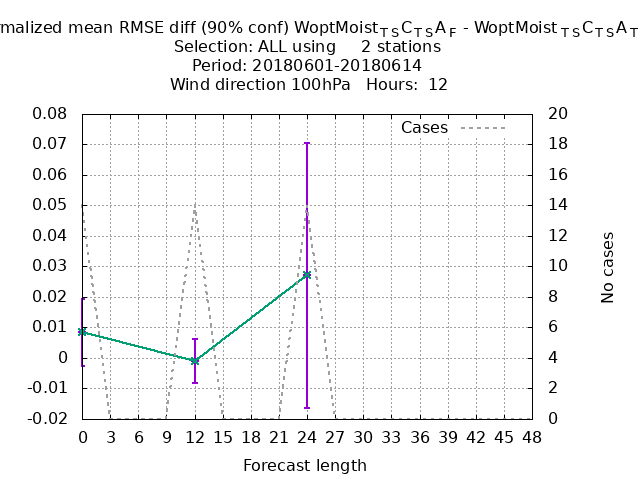 rmalized mean RMSE diff (90% conf) WoptMoistTSCTSAF - WoptMoistTSCTSAT
Selection: ALL using     2 stations
Period: 20180601-20180614
Wind direction 100hPa   Hours:  12
Cases
0.08
0.07
0.06
0.05
0.04
0.03
0.02
0.01
0
-0.01
-0.02
20
18
16
14
12
10
8
6
4
2
0
No cases
0 3 6 9 12 15 18 21 24 27 30 33 36 39 42 45 48
Forecast length